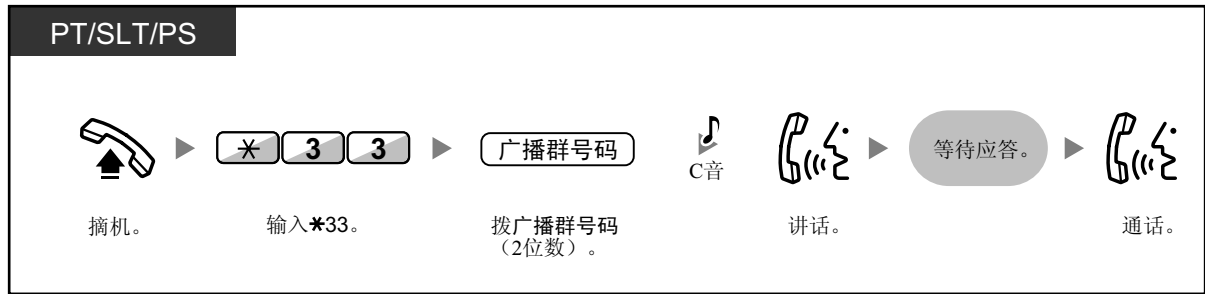 PT/SLT/PS
* 3 3
广播群号码
C音
等待应答。
摘机。
输入*33。
拨广播群号码
（2位数）。
讲话。
通话。